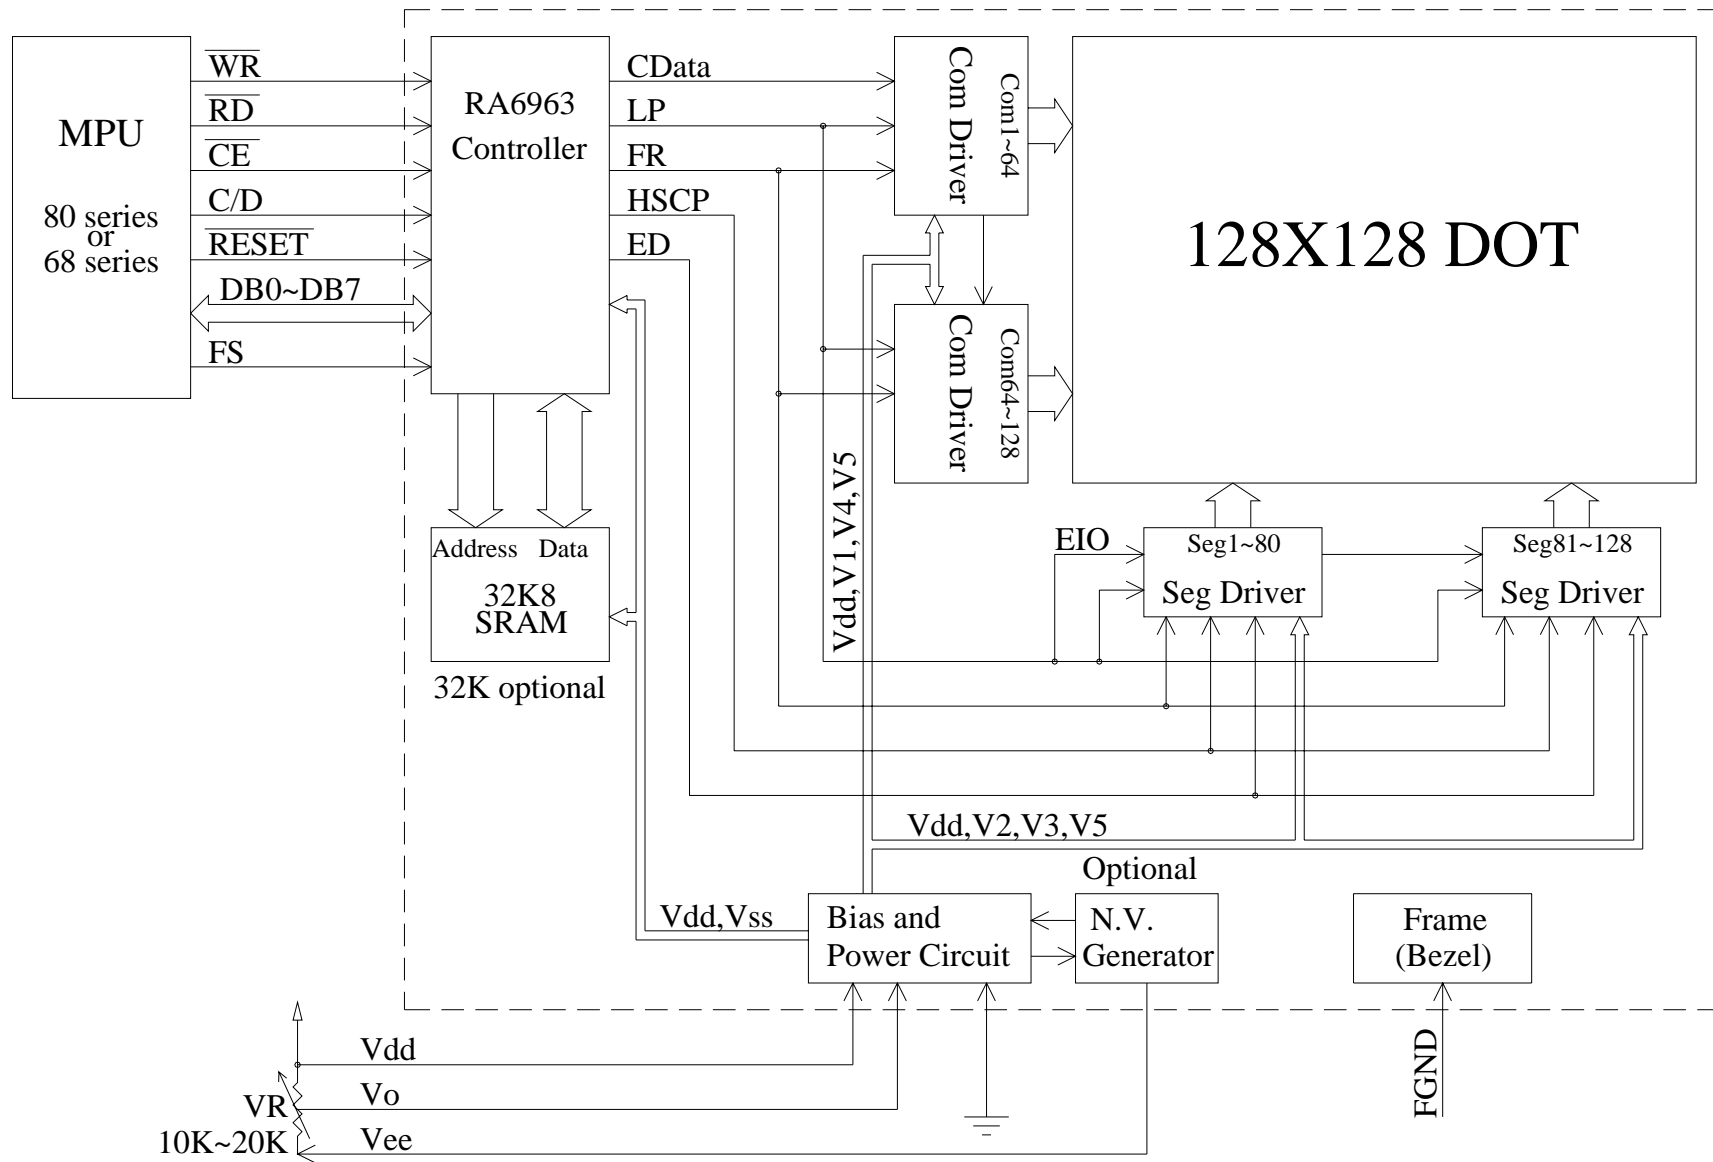 MPU
80 series
or
68 series
WR
RD
CE
C/D
RESET
DB0~DB7
FS
RA6963
Controller
CData
LP
FR
HSCP
ED
Com Driver
Com1~64
Com Driver
Com64~128
128X128 DOT
Address Data
32K8
SRAM
32K optional
Vdd,V1,V4,V5
EIO
Seg1~80
Seg Driver
Seg81~128
Seg Driver
Vdd,V2,V3,V5
Optional
Vdd,Vss
Bias and
Power Circuit
N.V.
Generator
Frame
(Bezel)
FGND
Vdd
Vo
Vee
VR
10K~20K